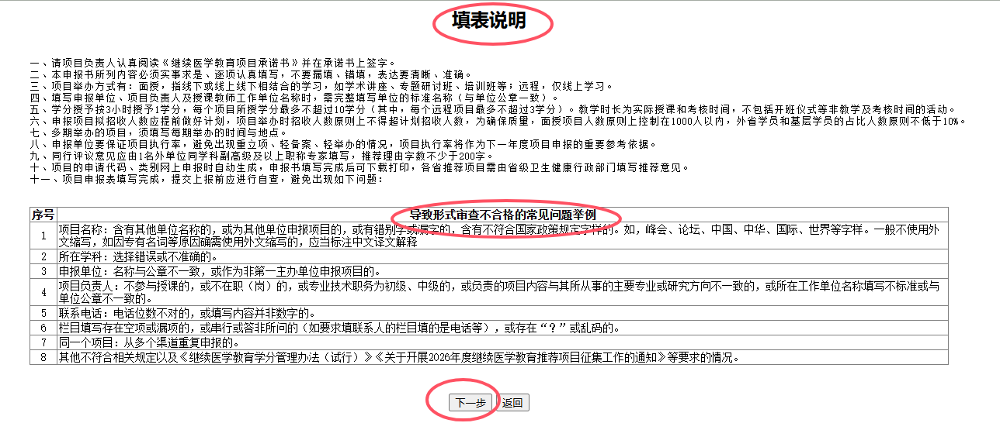 填表说明
一、请项目负责人认真阅读《继续医学教育项目承诺书》并在承诺书上签字。
二、本申报书所列内容必须实事求是、逐项认真填写，不要漏填、错填，表达要清晰、准确。
三、项目举办方式有：面授，指线下或线上线下相结合的学习，如学术讲座、专题研讨班、培训班等；远程，仅线上学习。
四、填写申报单位、项目负责人及授课教师工作单位名称时，需完整填写单位的标准名称（与单位公章一致）。
五、学分授予按3小时授予1学分，每个项目所授学分最多不超过10学分（其中，每个远程项目最多不超过3学分）。教学时长为实际授课和考核时间，不包括开班仪式等非教学及考核时间的活动。
六、申报项目拟招收人数应提前做好计划，项目举办时招收人数原则上不得超计划招收人数，为确保质量，面授项目人数原则上控制在1000人以内，外省学员和基层学员的占比人数原则不低于10%。
七、多期举办的项目，须填写每期举办的时间与地点。
八、申报单位要保证项目执行率，避免出现重立项、轻备案、轻举办的情况，项目执行率将作为下一年度项目申报的重要参考依据。
九、同行评议意见应由1名外单位同学科副高级及以上职称专家填写，推荐理由字数不少于200字。
十、项目的申请代码、类别网上申报时自动生成，申报书填写完成后可下载打印，各省推荐项目需由省级卫生健康行政部门填写推荐意见。
十一、项目申报表填写完成，提交上报前应进行自查，避免出现如下问题：
序号 导致形式审查不合格的常见问题举例
1 项目名称：含有其他单位名称的，或为其他单位申报项目的，或有错别字或漏字的，含有不符合国家政策规定字样的。如，峰会、论坛、中国、中华、国际、世界等字样。一般不使用外
文缩写，如因专有名词等原因确需使用外文缩写的，应当标注中文译文解释
2 所在学科：选择错误或不准确的。
3 申报单位：名称与公章不一致，或作为非第一主办单位申报项目的。
4 项目负责人：不参与授课的，或不在职（岗）的，或专业技术职务为初级、中级的，或负责的项目内容与其所从事的主要专业或研究方向不一致的，或所在工作单位名称填写不标准或与
单位公章不一致的。
5 联系电话：电话位数不对的，或填写内容并非数字的。
6 栏目填写存在空项或漏项的，或串行或答非所问的（如要求填联系人的栏目填的是电话等），或存在“？”或乱码的。
7 同一个项目：从多个渠道重复申报的。
8 其他不符合相关规定以及《继续医学教育学分管理办法（试行）》《关于开展2026年度继续医学教育推荐项目征集工作的通知》等要求的情况。
下一步 返回